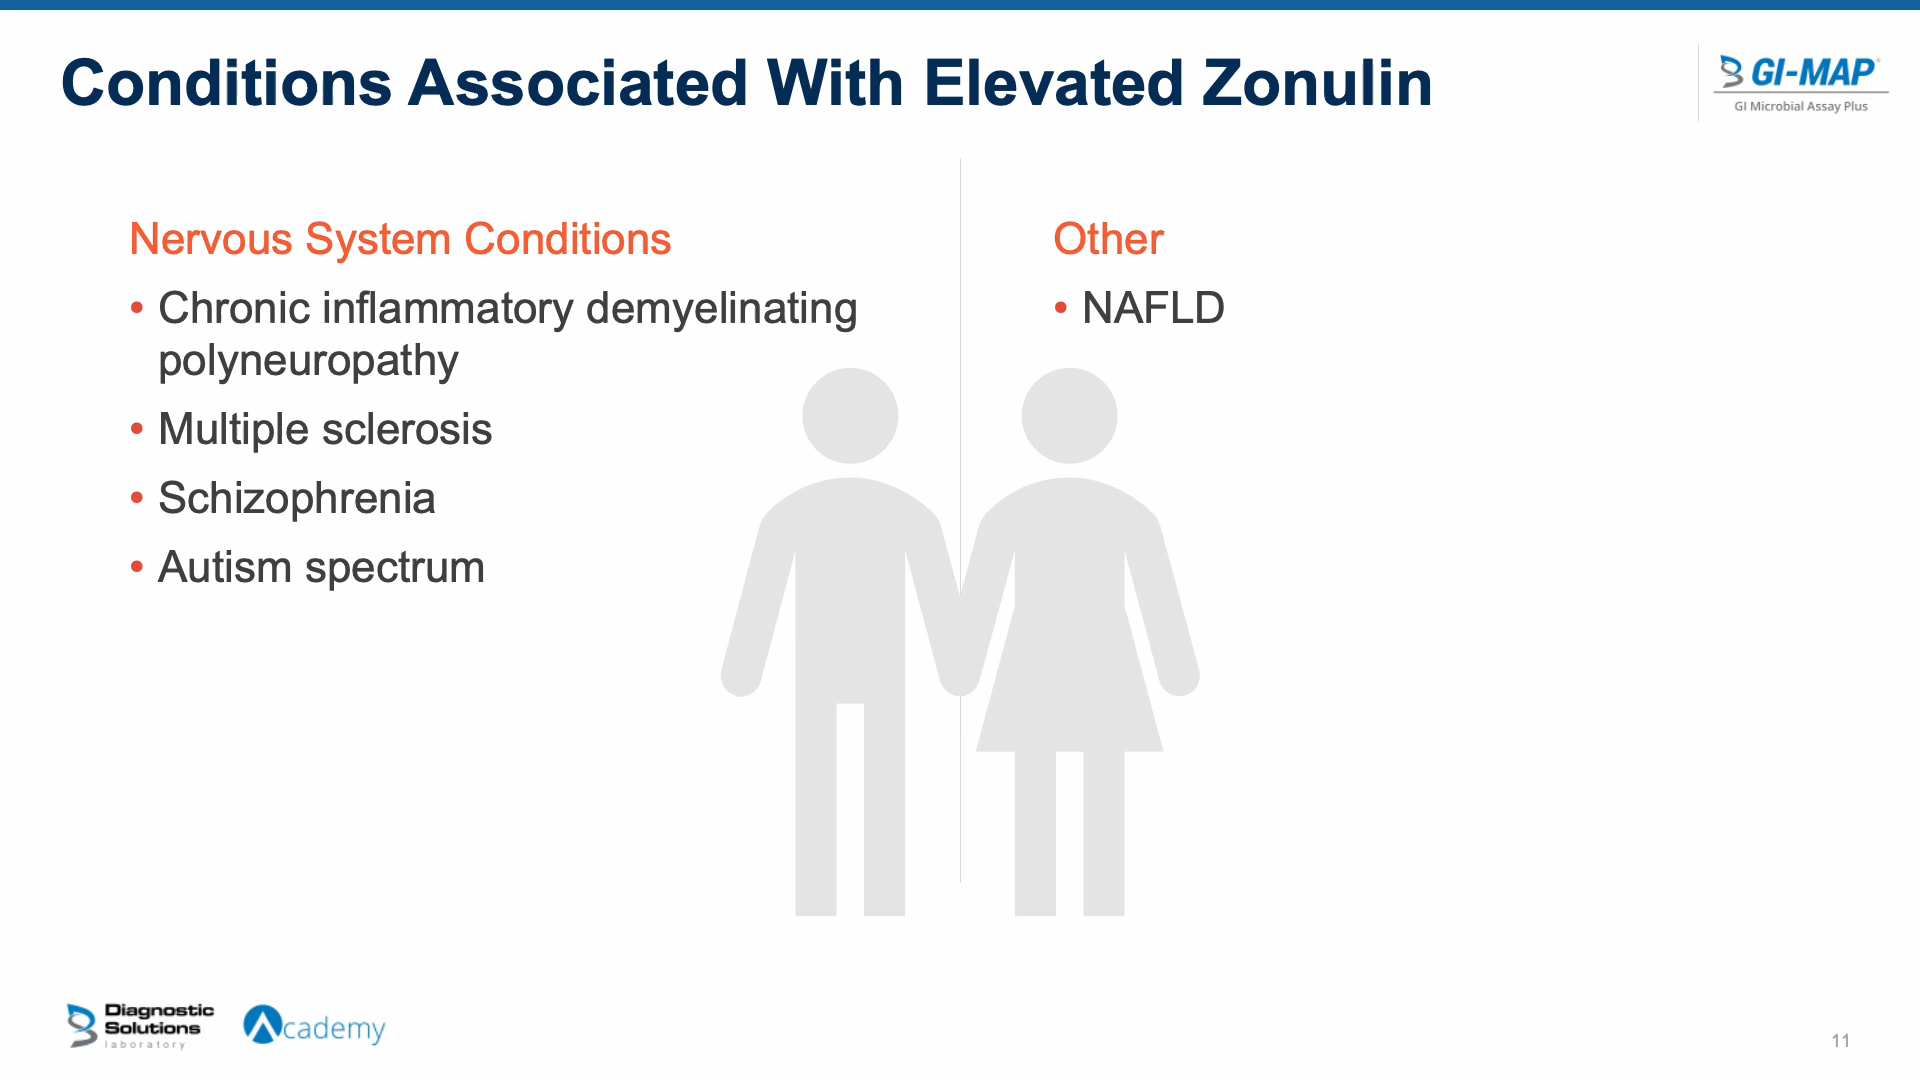 Conditions Associated With Elevated Zonulin
GI-MAP®
GI Microbial Assay Plus
Nervous System Conditions
• Chronic inflammatory demyelinating
polyneuropathy
• Multiple sclerosis
• Schizophrenia
• Autism spectrum
Other
• NAFLD
Diagnostic
Solutions
laboratory
Academy
11